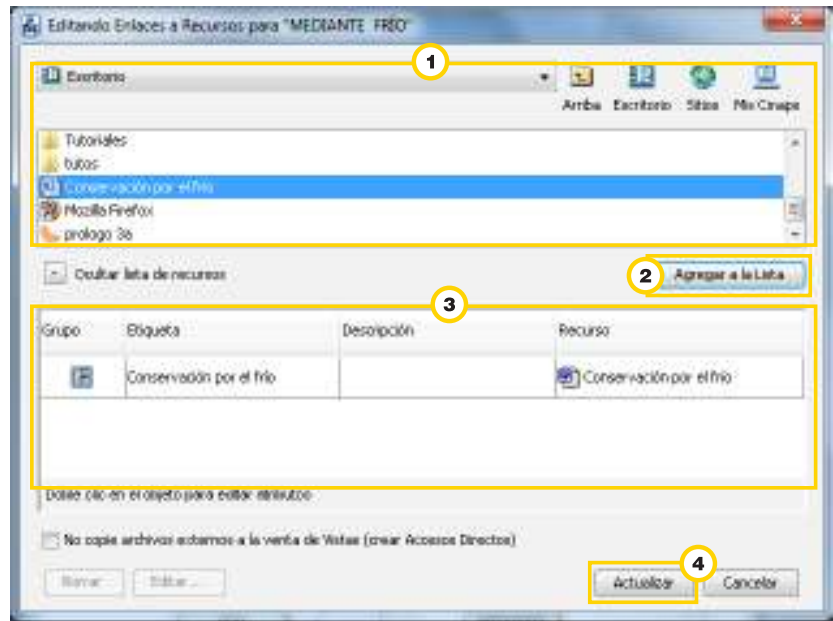 Editando Enlaces a Recursos para "MEDIANTE FRÍO"
1
Escritorio
Arriba Escritorio Sitios Mis Cmaps
Tutoriales
tutos
Conservación por el frío
Mozilla Firefox
prologo 3a
Ocultar lista de recursos
2 Agregar a la Lista
3
Grupo Etiqueta Descripción Recurso
Conservación por el frío Conservación por el frio
Doble clic en el objeto para editar atributos
No copie archivos externos a la venta de Vistas (crear Accesos Directos)
4
Borrar Editar... Actualizar Cancelar